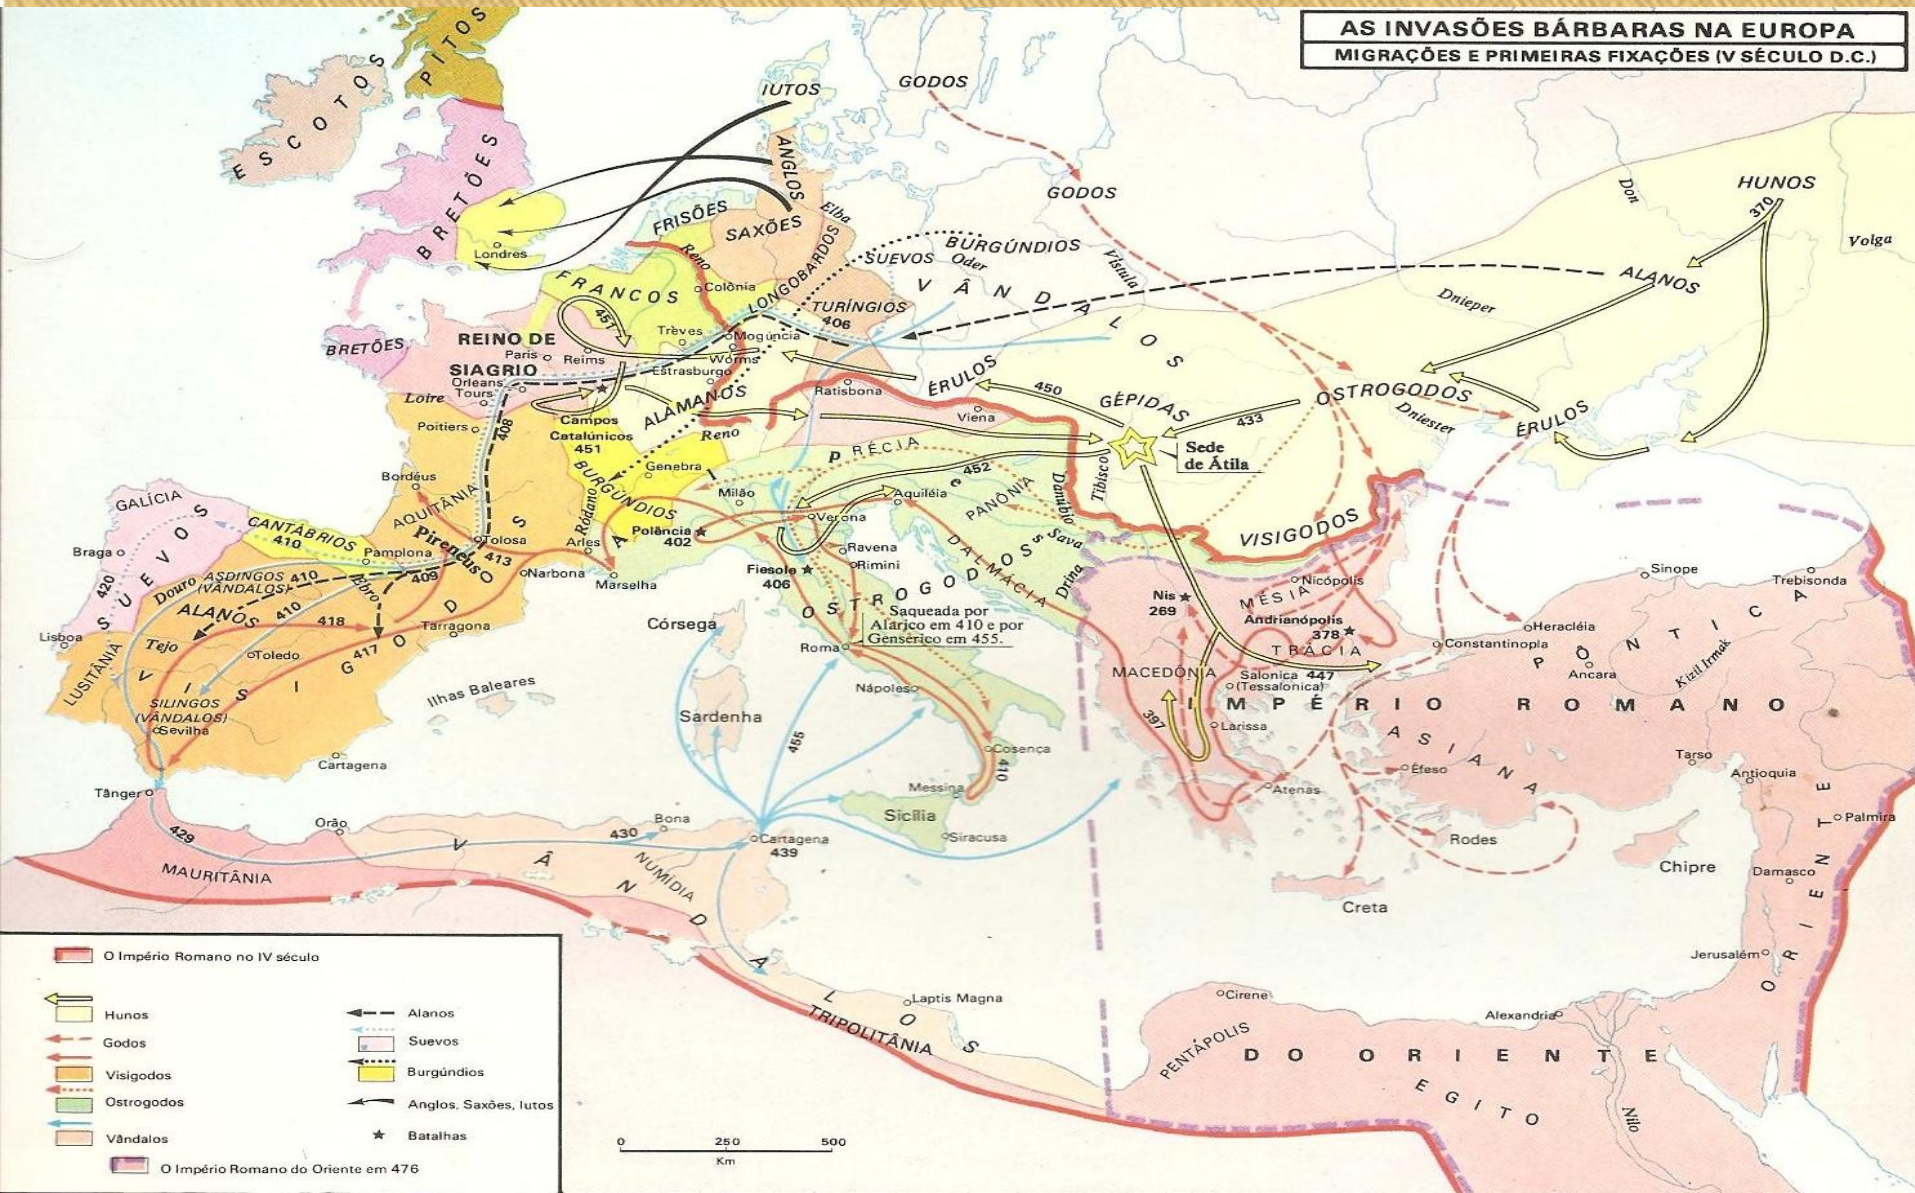 AS INVASÕES BÁRBARAS NA EUROPA
MIGRAÇÕES E PRIMEIRAS FIXAÇÕES (V SÉCULO D.C.)
ESCOTOS
PITOS
BRETÕES
Londres
BRETÕES
IUTOS
ANGLOS
SAXÕES
FRISÕES
Elba
GODOS
GODOS
HUNOS
370
Don
Volga
ALANOS
Dnieper
BURGÚNDIOS
SUEVOS
Oder
Vístula
VÂNDALOS
LONGOBARDOS
TURÍNGIOS
406
Reno
Colônia
FRANCOS
451
Trèves
Mogúncia
Worms
Estrasburgo
REINO DE
SIAGRIO
Paris
Reims
Orleans
Tours
Loire
Campos
Catalúnicos
451
ALAMANOS
Reno
Ratisbona
Viena
ÉRULOS
450
GÉPIDAS
433
OSTROGODOS
Dniester
ÉRULOS
Sede
de Átila
Tibisco
Danúbio
Poitiers
408
Bordéus
AQUITÂNIA
Pireneus
Tolosa
413
Narbona
Arles
Marselha
Ródano
BURGÚNDIOS
Genebra
RÉCIA
452
Milão
Verona
Aquiléia
PANÔNIA
e
Sava
Drina
DALMÁCIA
Polância
402
Ravena
Rimini
Fiesole
406
OSTROGODOS
Saqueada por
Alarico em 410 e por
Genserico em 455.
Roma
Nápoles
Cosença
410
Messina
Sicília
Siracusa
Córsega
Sardenha
455
Ilhas Baleares
GALÍCIA
SUEVOS
Braga
420
CANTÁBRIOS
410
Pamplona
409
Ebro
Douro
ASDINGOS
(VÂNDALOS)
410
ALANOS
410
418
417
Tarragona
Tejo
Toledo
Lisboa
LUSITÂNIA
VISIGODOS
SILINGOS
(VÂNDALOS)
Sevilha
Cartagena
Tânger
429
Orão
MAURITÂNIA
430
Bona
NUMÍDIA
Cartagena
439
VÂNDALOS
Laptis Magna
TRIPOLITÂNIA
VISIGODOS
Nicópolis
MÉSIA
Nis
269
Andrianópolis
378
TRÁCIA
447
Constantinopla
MACEDÔNIA
Salonica
(Tessalonica)
Larissa
397
Atenas
Sinope
Trebisonda
Heracléia
PÔNTICA
Ancara
Kizil Irmak
IMPÉRIO ROMANO
ASIANA
Éfeso
Rodes
Creta
Tarso
Antioquia
Chipre
Palmira
Damasco
Jerusalém
ORIENTE
Cirene
PENTÁPOLIS
Alexandria
DO ORIENTE
EGITO
Nilo
O Império Romano no IV século
Hunos
Godos
Visigodos
Ostrogodos
Vândalos
O Império Romano do Oriente em 476
Alanos
Suevos
Burgúndios
Anglos, Saxões, Iutos
Batalhas
0 250 500
Km